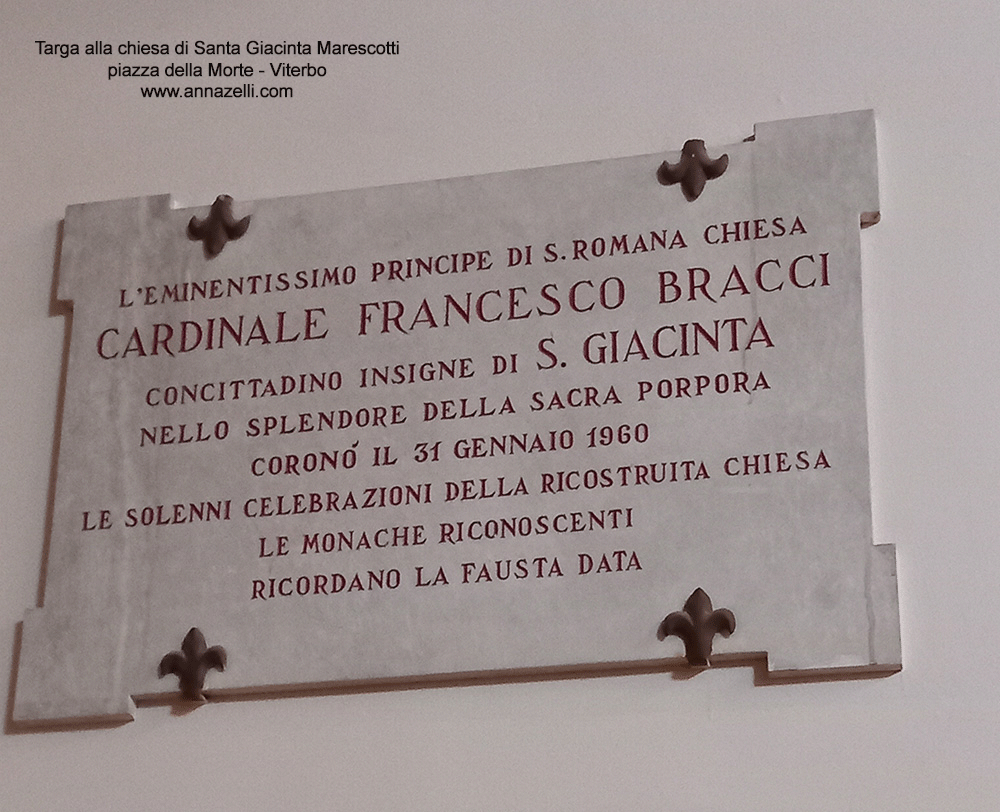 Targa alla chiesa di Santa Giacinta Marescotti
piazza della Morte - Viterbo
www.annazelli.com
L'EMINENTISSIMO PRINCIPE DI S. ROMANA CHIESA
CARDINALE FRANCESCO BRACCI
CONCITTADINO INSIGNE DI S. GIACINTA
NELLO SPLENDORE DELLA SACRA PORPORA
CORONÓ IL 31 GENNAIO 1960
LE SOLENNI CELEBRAZIONI DELLA RICOSTRUITA CHIESA
LE MONACHE RICONOSCENTI
RICORDANO LA FAUSTA DATA